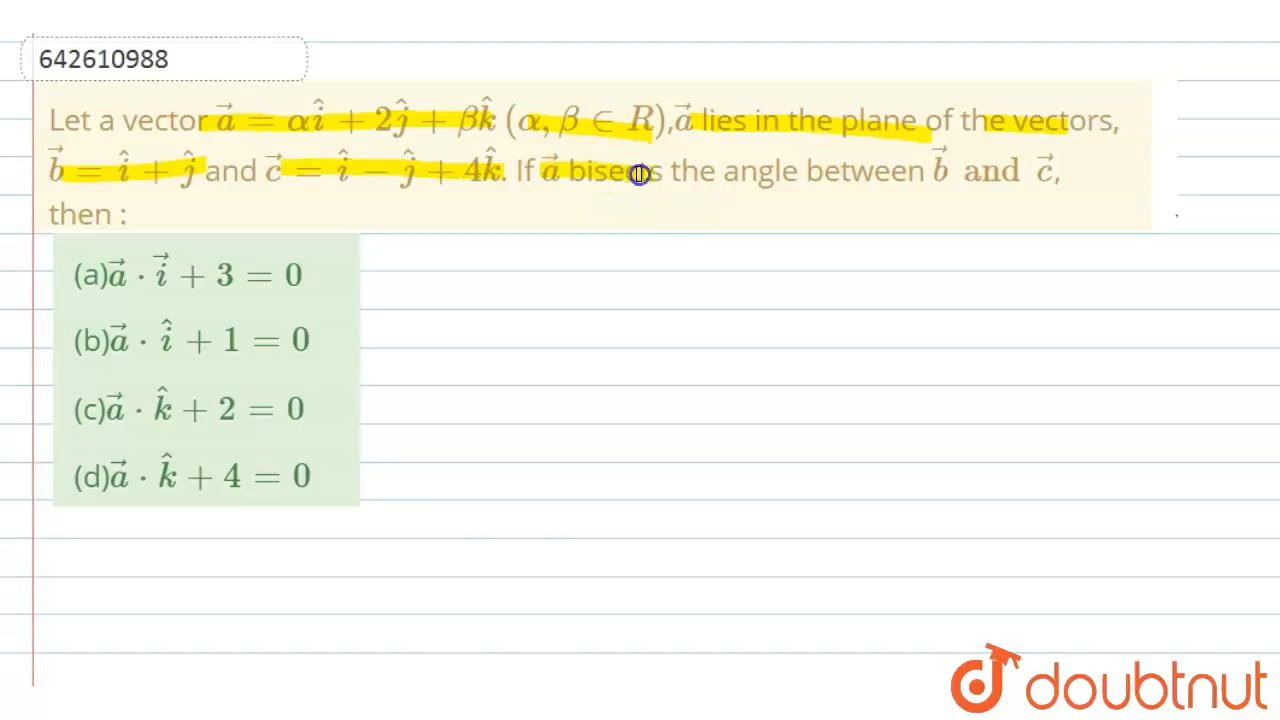 642610988
Let a vector $\vec{a} = \alpha\hat{i} + 2\hat{j} + \beta\hat{k}$ $(\alpha, \beta \in R)$,$\vec{a}$ lies in the plane of the vectors,
$\vec{b} = \hat{i} + \hat{j}$ and $\vec{c} = \hat{i} - \hat{j} + 4\hat{k}$. If $\vec{a}$ bisects the angle between $\vec{b}$ and $\vec{c}$,
then :
(a)$\vec{a} \cdot \vec{i} + 3 = 0$
(b)$\vec{a} \cdot \hat{i} + 1 = 0$
(c)$\vec{a} \cdot \hat{k} + 2 = 0$
(d)$\vec{a} \cdot \hat{k} + 4 = 0$
doubtnut